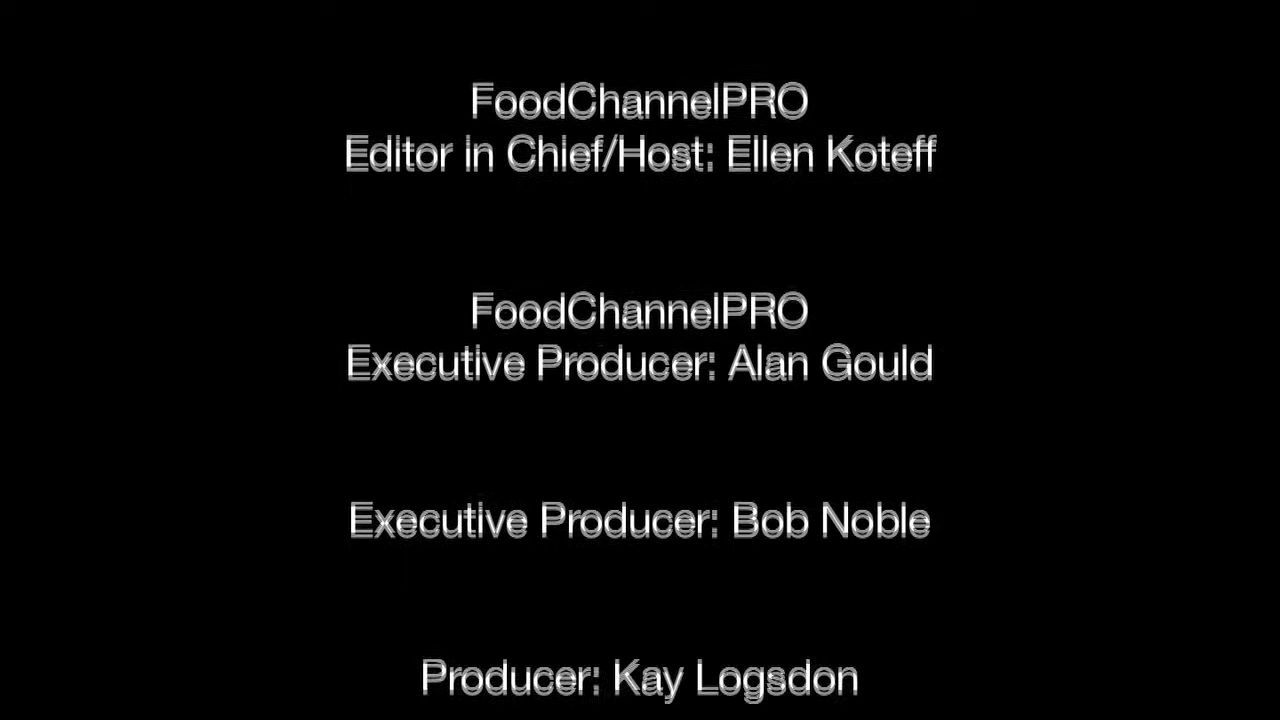 FoodChannelPRO
Editor in Chief/Host: Ellen Koteff
FoodChannelPRO
Executive Producer: Alan Gould
Executive Producer: Bob Noble
Producer: Kay Logsdon